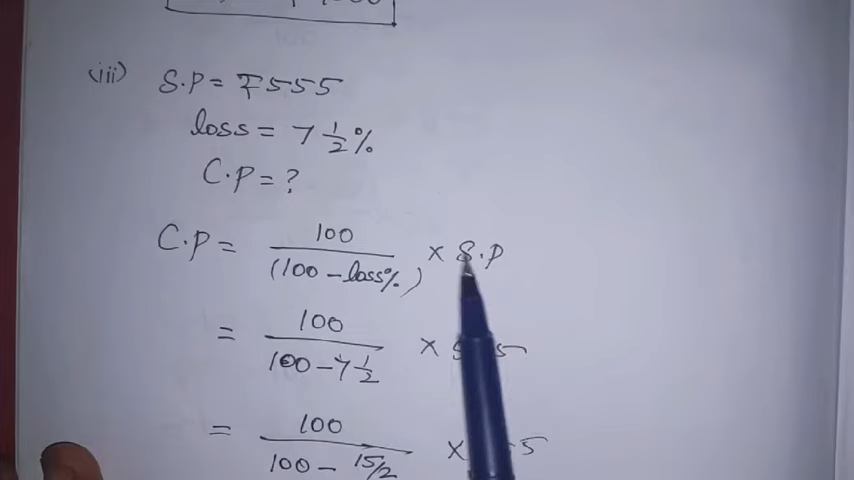 (iii) S.P = ₹555
loss = 7 1/2 %
C.P = ?
C.P = 100/(100 - loss%) × S.P
= 100/(100 - 7 1/2) ×
= 100/(100 - 15/2) ×